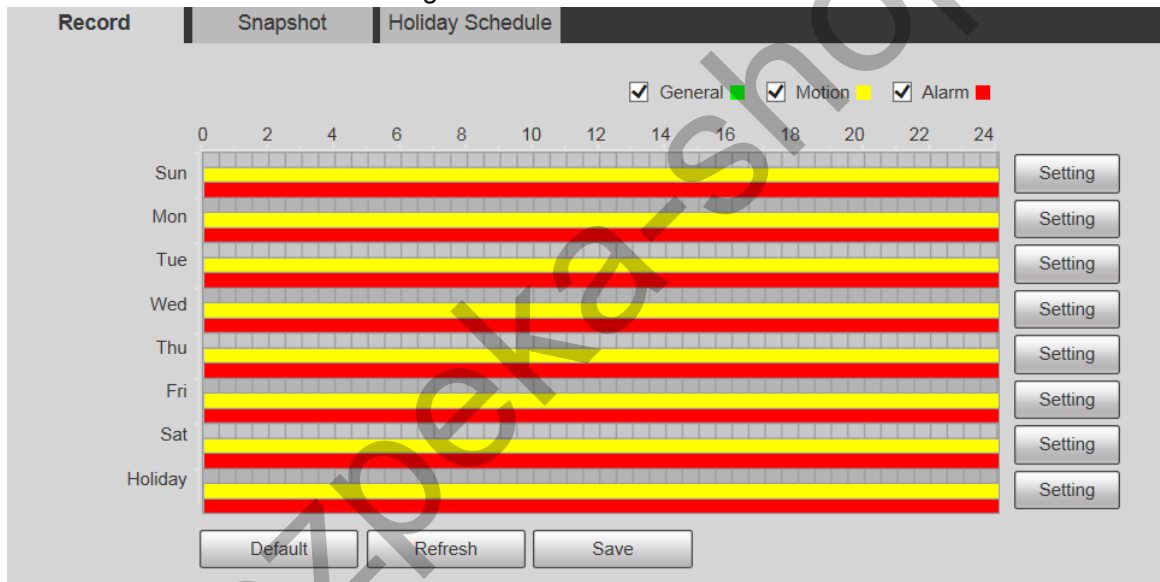 Record Snapshot Holiday Schedule
General Motion Alarm
0 2 4 6 8 10 12 14 16 18 20 22 24
Sun Setting
Mon Setting
Tue Setting
Wed Setting
Thu Setting
Fri Setting
Sat Setting
Holiday Setting
Default Refresh Save